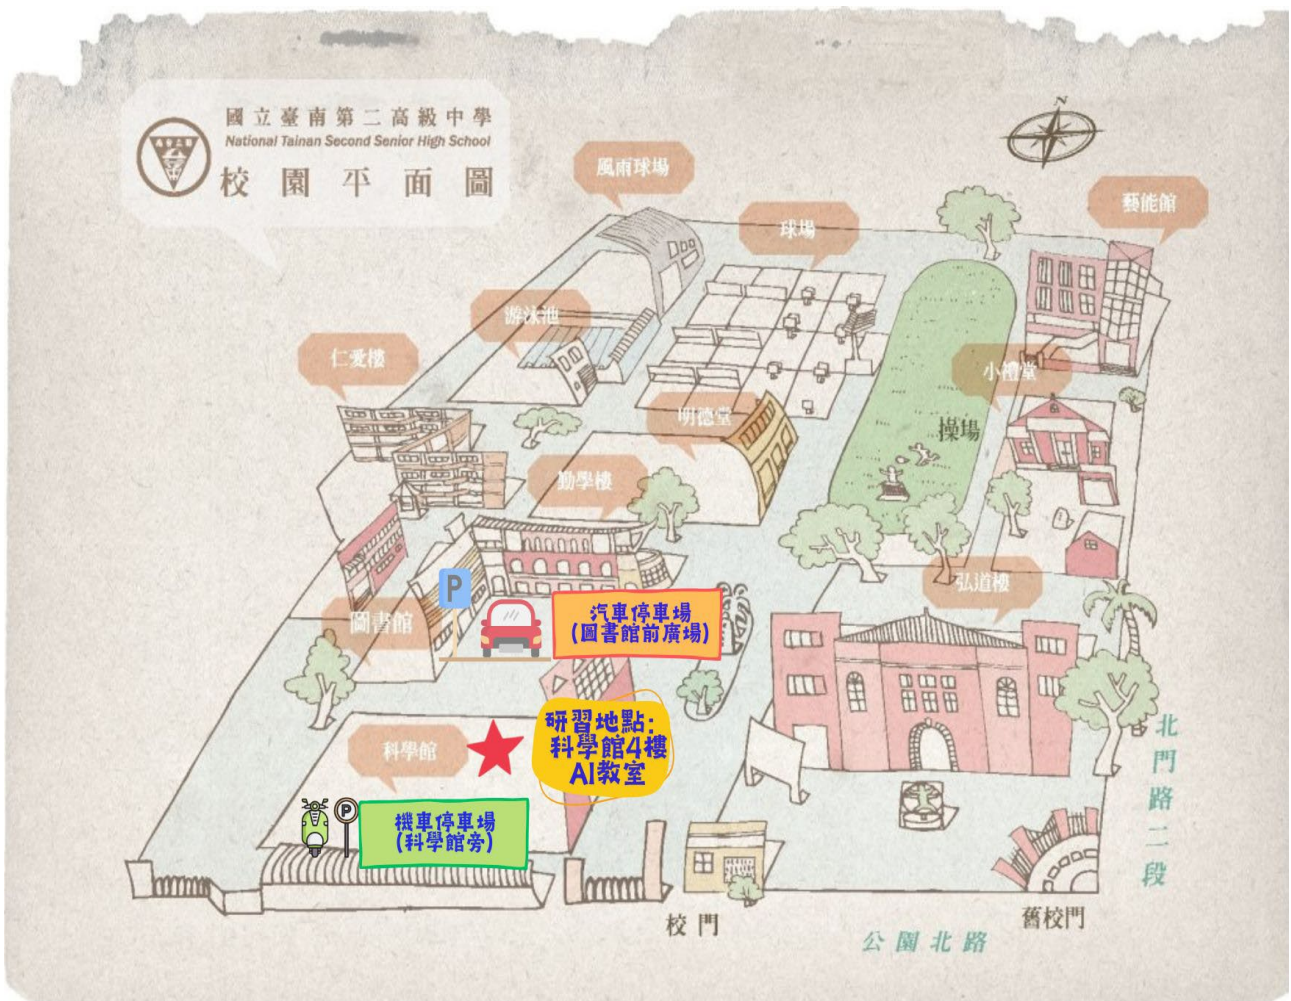 國立臺南第二高級中學
National Tainan Second Senior High School
校園平面圖
N
風雨球場
藝能館
球場
游泳池
仁愛樓
小禮堂
明德堂
操場
勤學樓
弘道樓
P
汽車停車場
(圖書館前廣場)
圖書館
研習地點:
科學館4樓
AI教室
科學館
北門路二段
P
機車停車場
(科學館旁)
校門
舊校門
公園北路